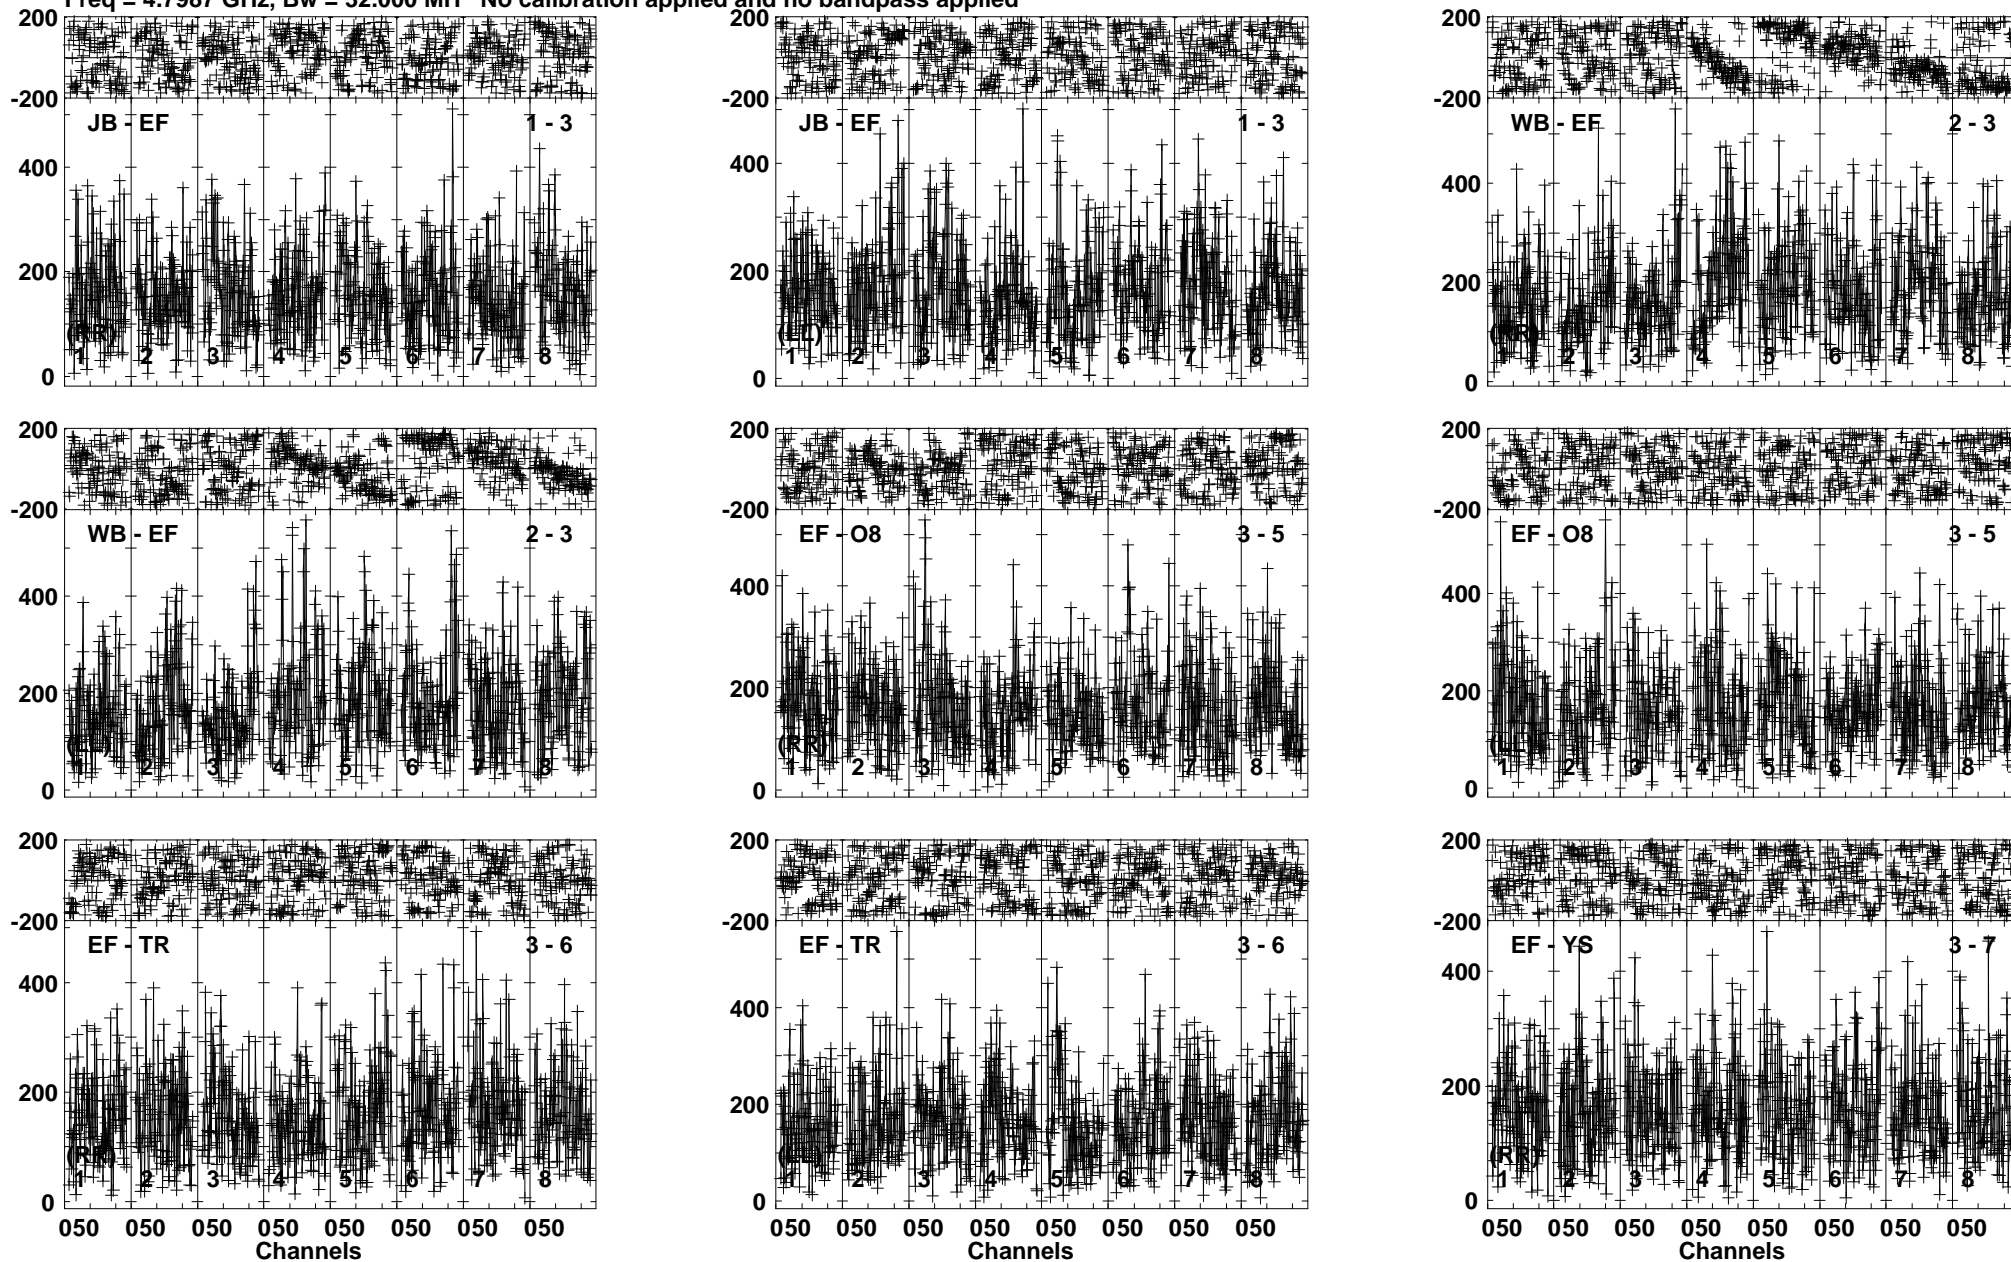 Freq = 4.7987 GHz, Bw = 32.000 MH No calibration applied and no bandpass applied
200 200 200
-200 -200 -200
JB - EF 1 - 3 JB - EF 1 - 3 WB - EF 2 - 3
400 400 400
200 200 200
(RR) (LL) (RR)
1 2 3 4 5 6 7 8 1 2 3 4 5 6 7 8 1 2 3 4 5 6 7 8
0 0 0
200 200 200
-200 -200 -200
WB - EF 2 - 3 EF - O8 3 - 5 EF - O8 3 - 5
400 400 400
200 200 200
(LL) (RR) (LL)
1 2 3 4 5 6 7 8 1 2 3 4 5 6 7 8 1 2 3 4 5 6 7 8
0 0 0
200 200 200
-200 -200 -200
EF - TR 3 - 6 EF - TR 3 - 6 EF - YS 3 - 7
400 400 400
200 200 200
(RR) (LL) (RR)
1 2 3 4 5 6 7 8 1 2 3 4 5 6 7 8 1 2 3 4 5 6 7 8
0 0 0
050 050 050 050 050 050 050 050 050 050 050 050 050 050 050 050 050 050 050 050 050 050 050 050
Channels Channels Channels